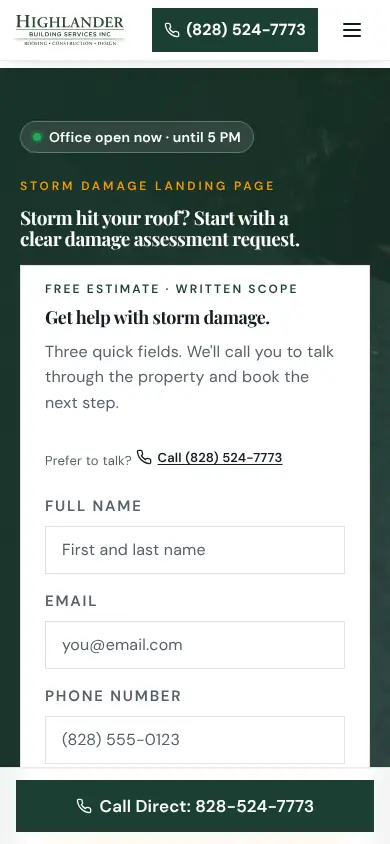 HIGHLANDER
BUILDING SERVICES INC
ROOFING • CONSTRUCTION • DESIGN
(828) 524-7773
Office open now · until 5 PM
STORM DAMAGE LANDING PAGE
Storm hit your roof? Start with a
clear damage assessment request.
FREE ESTIMATE · WRITTEN SCOPE
Get help with storm damage.
Three quick fields. We'll call you to talk
through the property and book the
next step.
Prefer to talk? Call (828) 524-7773
FULL NAME
First and last name
EMAIL
you@email.com
PHONE NUMBER
(828) 555-0123
Call Direct: 828-524-7773